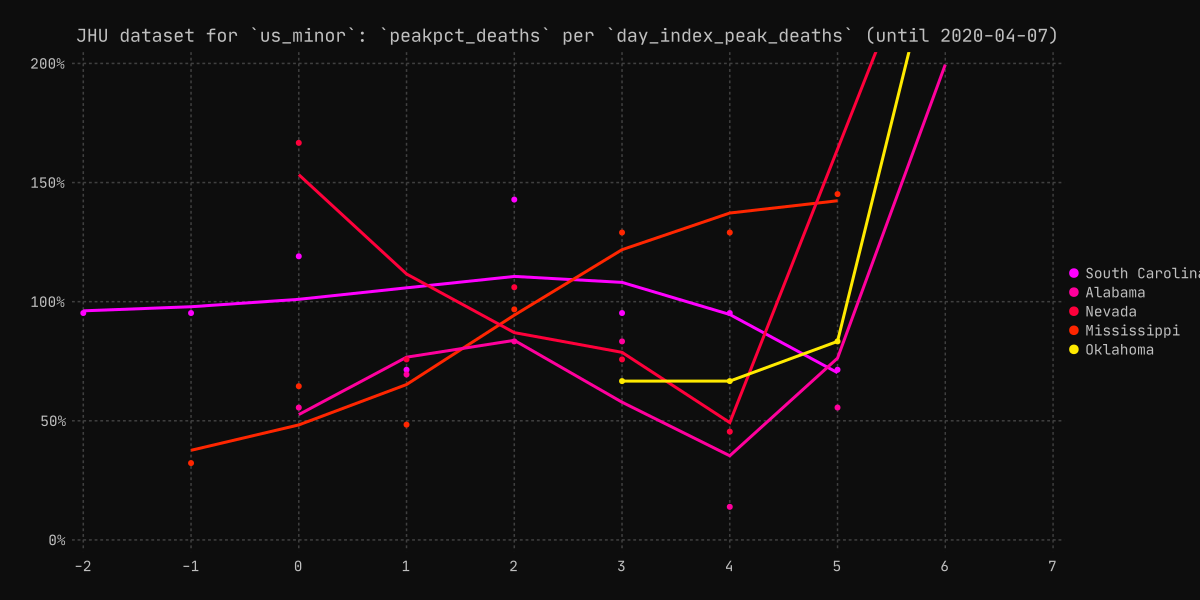 JHU dataset for `us_minor`: `peakpct_deaths` per `day_index_peak_deaths` (until 2020-04-07)
200%
150%
100%
50%
0%
-2 -1 0 1 2 3 4 5 6 7
South Carolina
Alabama
Nevada
Mississippi
Oklahoma